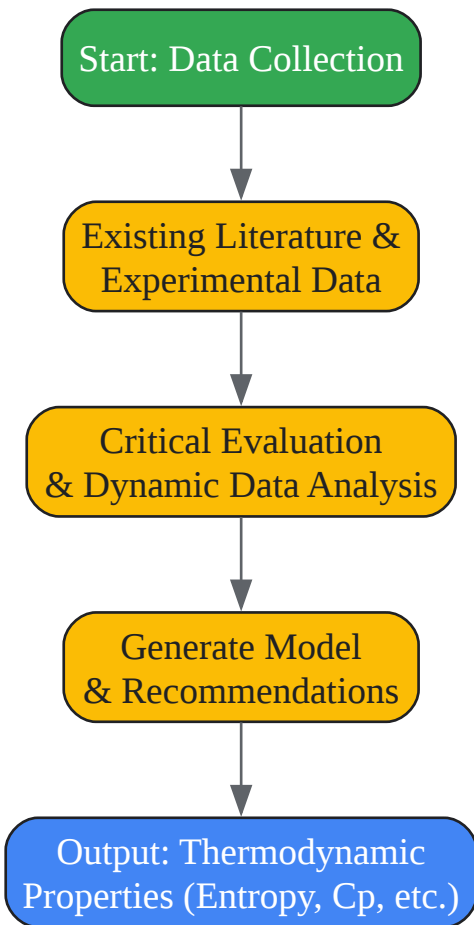 Start: Data Collection
Existing Literature &
Experimental Data
Critical Evaluation
& Dynamic Data Analysis
Generate Model
& Recommendations
Output: Thermodynamic
Properties (Entropy, Cp, etc.)